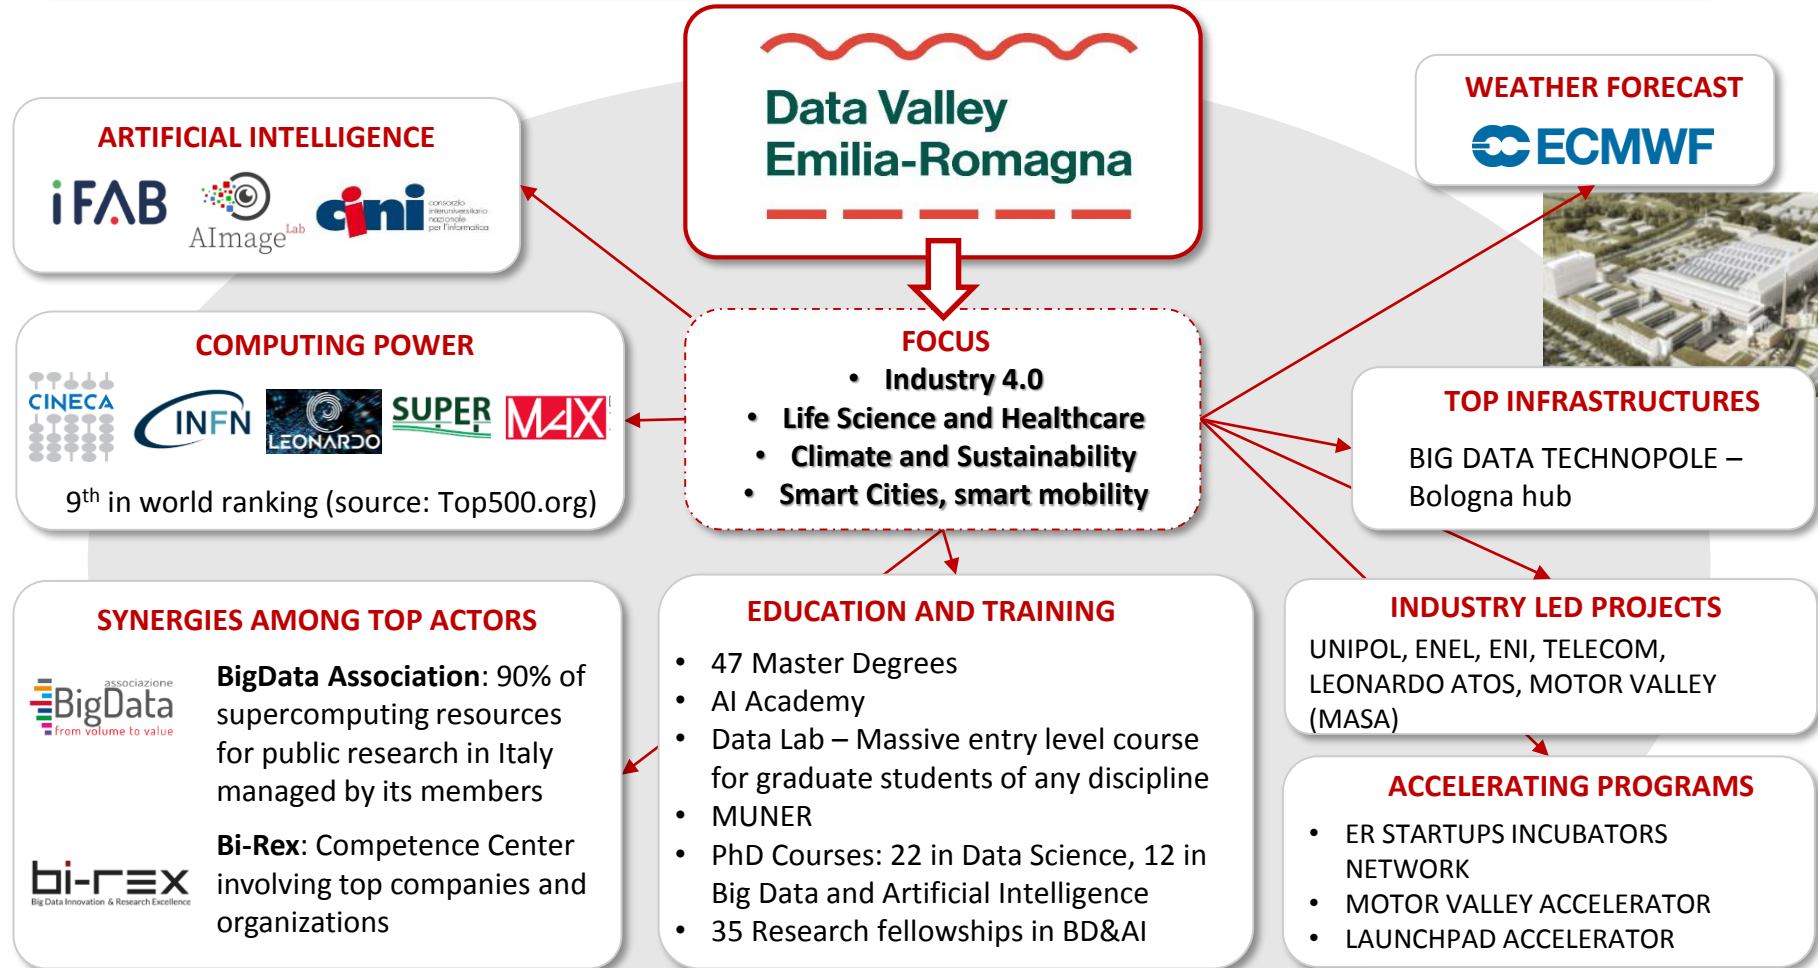 Data Valley
Emilia-Romagna
ARTIFICIAL INTELLIGENCE
iFAB
AImage Lab
cini
consorzio
interuniversitario
nazionale
per l'informatica
WEATHER FORECAST
ECMWF
COMPUTING POWER
CINECA
INFN
LEONARDO
SUPER
MAX
9th in world ranking (source: Top500.org)
FOCUS
• Industry 4.0
• Life Science and Healthcare
• Climate and Sustainability
• Smart Cities, smart mobility
TOP INFRASTRUCTURES
BIG DATA TECHNOPOLE –
Bologna hub
SYNERGIES AMONG TOP ACTORS
associazione
BigData
from volume to value
BigData Association: 90% of
supercomputing resources
for public research in Italy
managed by its members
bi-rex
Big Data Innovation & Research Excellence
Bi-Rex: Competence Center
involving top companies and
organizations
EDUCATION AND TRAINING
• 47 Master Degrees
• AI Academy
• Data Lab – Massive entry level course
for graduate students of any discipline
• MUNER
• PhD Courses: 22 in Data Science, 12 in
Big Data and Artificial Intelligence
• 35 Research fellowships in BD&AI
INDUSTRY LED PROJECTS
UNIPOL, ENEL, ENI, TELECOM,
LEONARDO ATOS, MOTOR VALLEY
(MASA)
ACCELERATING PROGRAMS
• ER STARTUPS INCUBATORS
NETWORK
• MOTOR VALLEY ACCELERATOR
• LAUNCHPAD ACCELERATOR